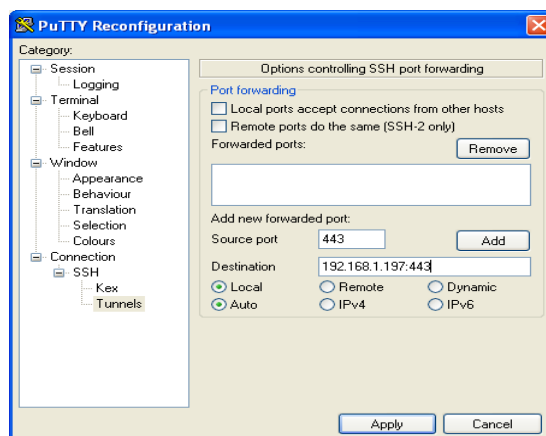 PuTTY Reconfiguration
Category:
Session
Logging
Terminal
Keyboard
Bell
Features
Window
Appearance
Behaviour
Translation
Selection
Colours
Connection
SSH
Kex
Tunnels
Options controlling SSH port forwarding
Port forwarding
Local ports accept connections from other hosts
Remote ports do the same (SSH-2 only)
Forwarded ports:
Remove
Add new forwarded port:
Source port 443 Add
Destination 192.168.1.197:443
Local Remote Dynamic
Auto IPv4 IPv6
Apply Cancel